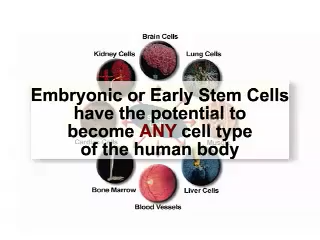 Brain Cells
Kidney Cells
Lung Cells
Embryonic or Early Stem Cells
have the potential to
become ANY cell type
of the human body
Bone Marrow
Liver Cells
Blood Vessels